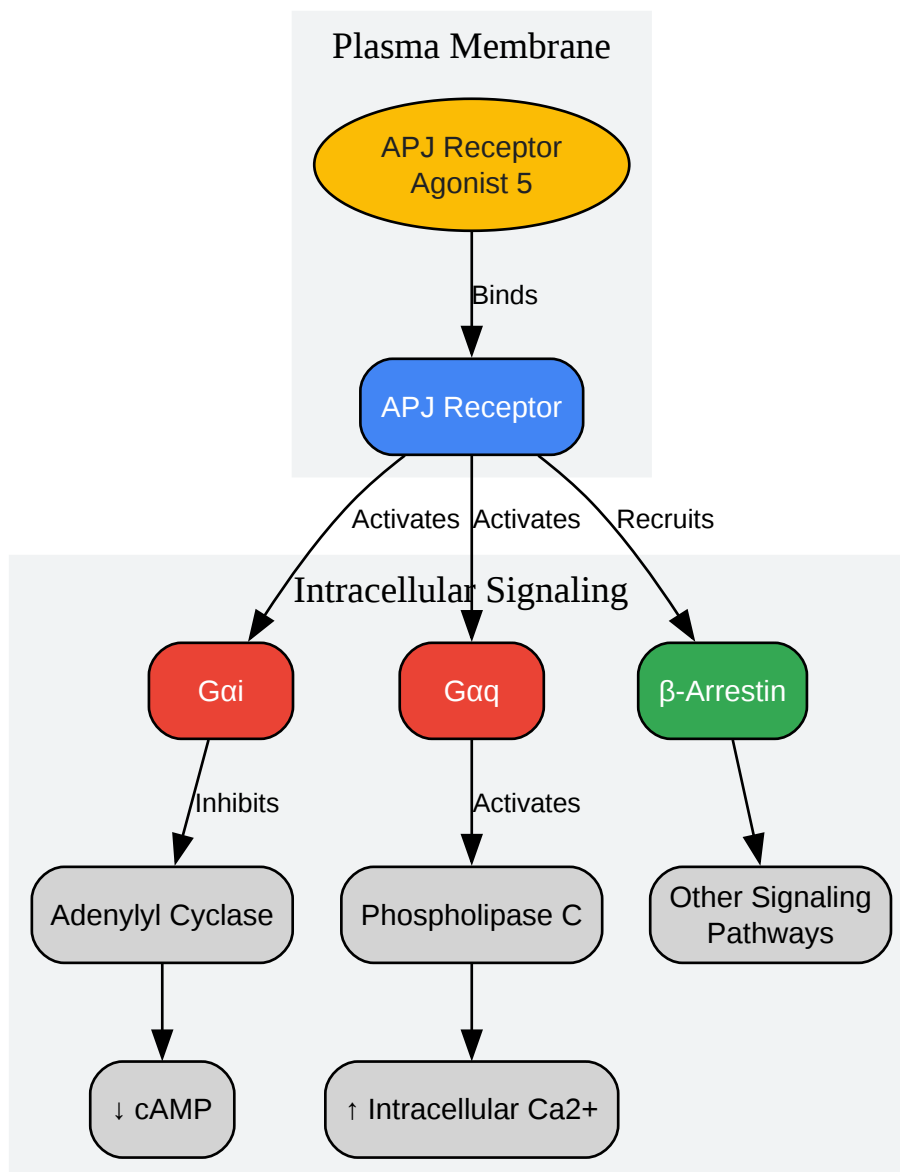 Plasma Membrane
APJ Receptor
Agonist 5
Binds
APJ Receptor
Activates
Activates
Recruits
Intracellular Signaling
Gαi
Gαq
β-Arrestin
Inhibits
Activates
Adenylyl Cyclase
Phospholipase C
Other Signaling
Pathways
↓ cAMP
↑ Intracellular Ca2+